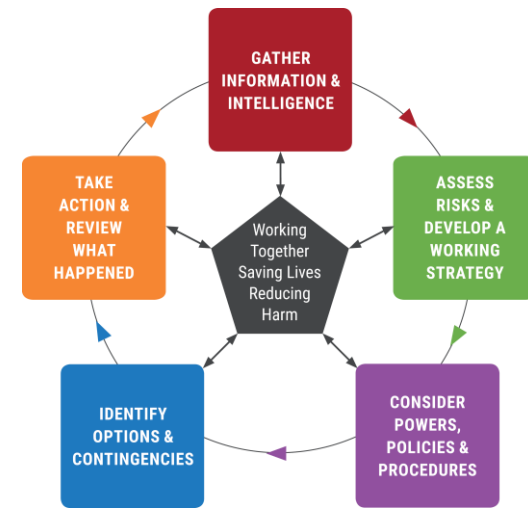 GATHER
INFORMATION &
INTELLIGENCE
ASSESS
RISKS &
DEVELOP A
WORKING
STRATEGY
CONSIDER
POWERS,
POLICIES &
PROCEDURES
IDENTIFY
OPTIONS &
CONTINGENCIES
TAKE
ACTION &
REVIEW
WHAT
HAPPENED
Working
Together
Saving Lives
Reducing
Harm